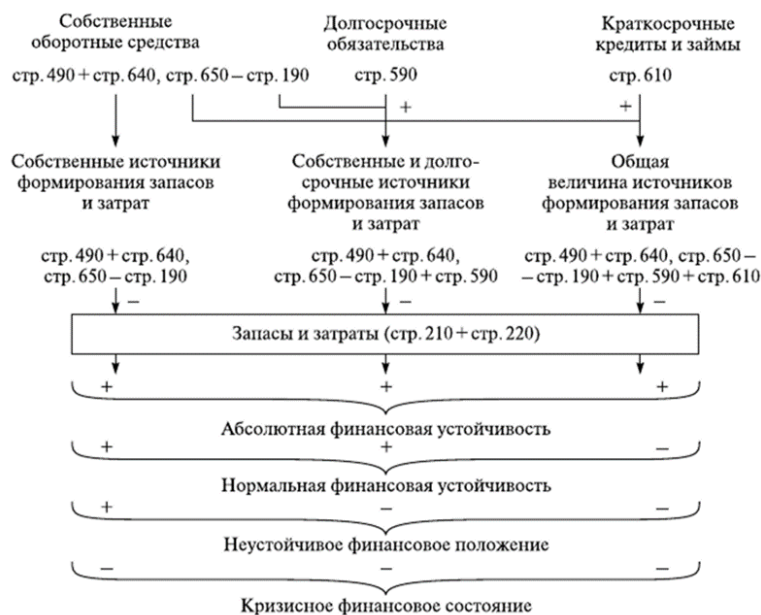 Собственные
оборотные средства
Долгосрочные
обязательства
Краткосрочные
кредиты и займы
стр. 490 + стр. 640, стр. 650 – стр. 190
стр. 590
стр. 610
+
+
Собственные источники
формирования запасов
и затрат
Собственные и долго-
срочные источники
формирования запасов
и затрат
Общая
величина источников
формирования запасов
и затрат
стр. 490 + стр. 640,
стр. 650 – стр. 190
стр. 490 + стр. 640,
стр. 650 – стр. 190 + стр. 590
стр. 490 + стр. 640, стр. 650 –
– стр. 190 + стр. 590 + стр. 610
– – –
Запасы и затраты (стр. 210 + стр. 220)
+ + +
Абсолютная финансовая устойчивость
+ + –
Нормальная финансовая устойчивость
+ – –
Неустойчивое финансовое положение
– – –
Кризисное финансовое состояние